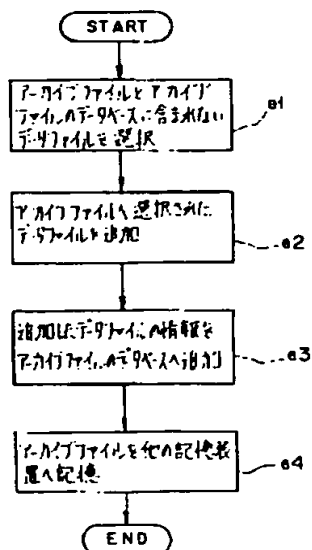 START
アーカイブファイルとアーカイブ
ファイルのデータベースに含まれない
データファイルを選択
e1
アーカイブファイルへ選択された
データファイルを追加
e2
追加したデータファイルの情報を
アーカイブファイルのデータベースへ追加
e3
アーカイブファイルを他の記憶装
置へ記憶
e4
END